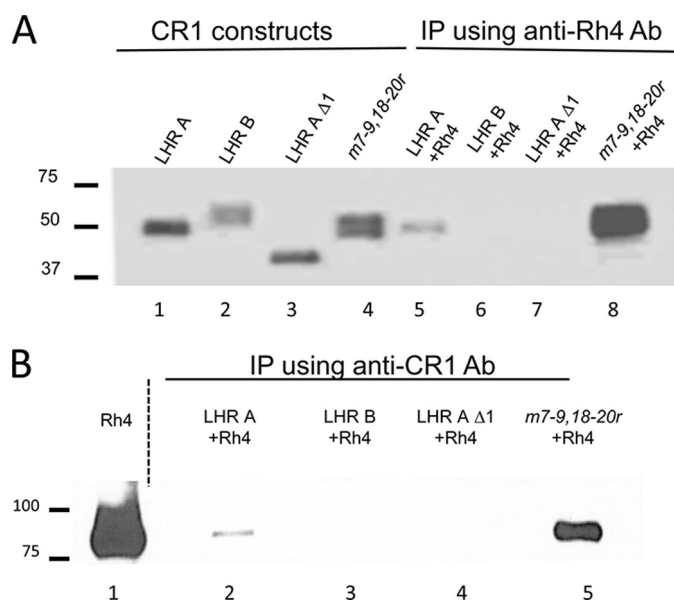 A
CR1 constructs
IP using anti-Rh4 Ab
LHR A
LHR B
LHR A Δ1
m7-9,18-20r
LHR A
+Rh4
LHR B
+Rh4
LHR A Δ1
+Rh4
m7-9,18-20r
+Rh4
75
50
37
1 2 3 4 5 6 7 8
B
IP using anti-CR1 Ab
Rh4
LHR A
+Rh4
LHR B
+Rh4
LHR A Δ1
+Rh4
m7-9,18-20r
+Rh4
100
75
1 2 3 4 5